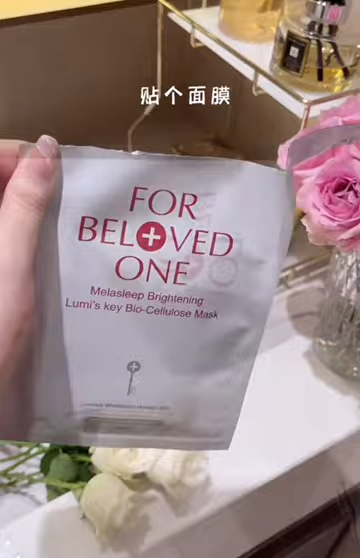 贴个面膜
FOR
BELOVED
ONE
Melasleep Brightening
Lumi's key Bio-Cellulose Mask